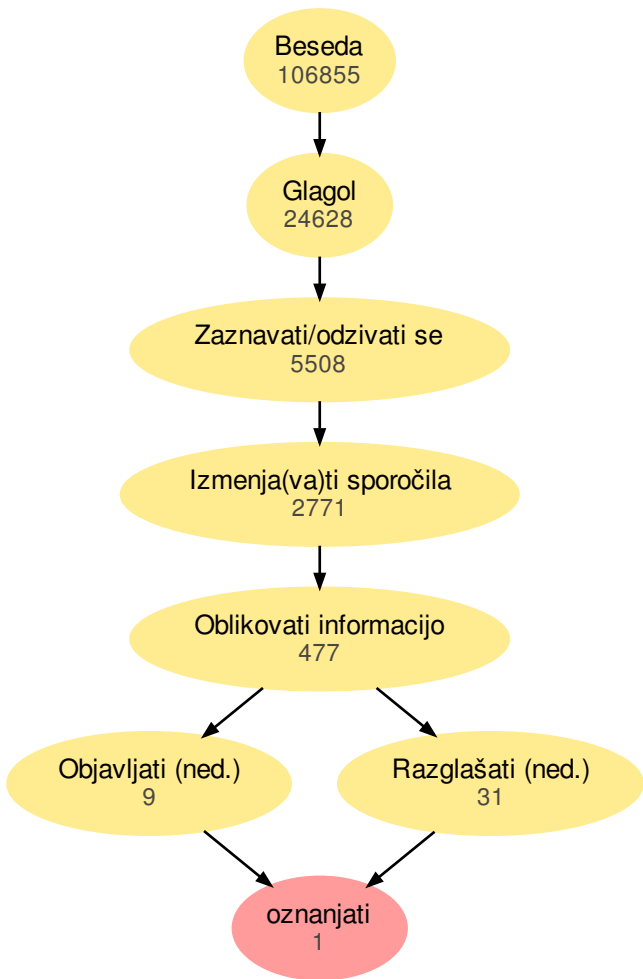 Beseda
106855
Glagol
24628
Zaznavati/odzivati se
5508
Izmenja(va)ti sporočila
2771
Oblikovati informacijo
477
Objavljati (ned.)
9
Razglašati (ned.)
31
oznanjati
1